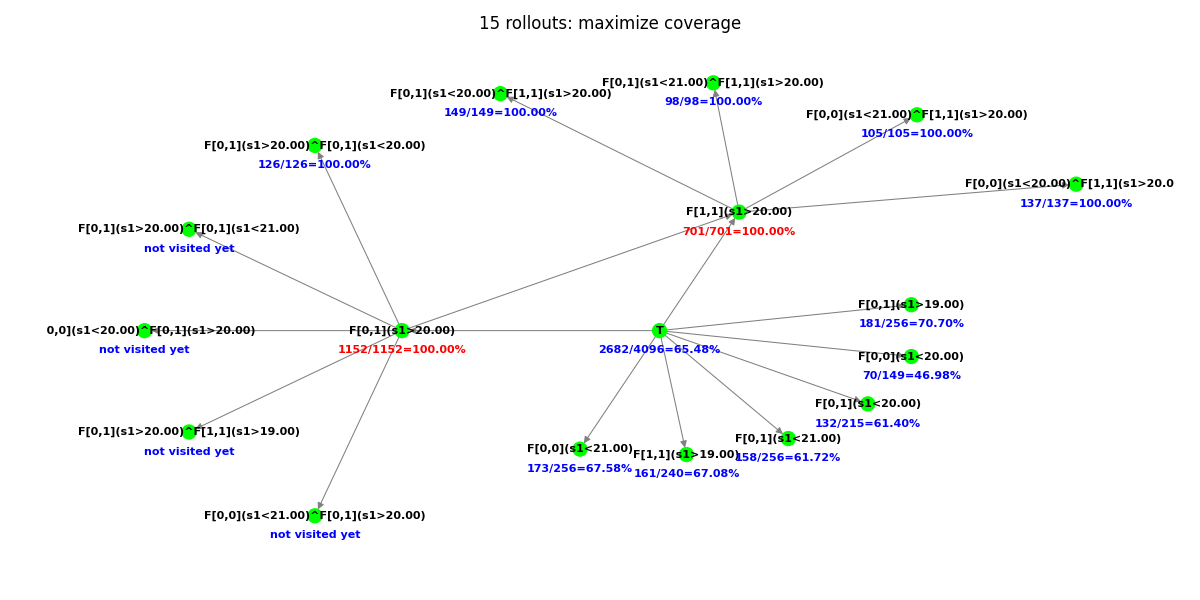 15 rollouts: maximize coverage
F[0,1](s1<21.00)^F[1,1](s1>20.00)
98/98=100.00%
F[0,1](s1<20.00)^F[1,1](s1>20.00)
149/149=100.00%
F[0,0](s1<21.00)^F[1,1](s1>20.00)
105/105=100.00%
F[0,1](s1>20.00)^F[0,1](s1<20.00)
126/126=100.00%
F[0,0](s1<20.00)^F[1,1](s1>20.0
137/137=100.00%
F[1,1](s1>20.00)
701/701=100.00%
F[0,1](s1>20.00)^F[0,1](s1<21.00)
not visited yet
F[0,1](s1>19.00)
181/256=70.70%
0,0](s1<20.00)^F[0,1](s1>20.00)
not visited yet
F[0,1](s1>20.00)
1152/1152=100.00%
T
2682/4096=65.48%
F[0,0](s1<20.00)
70/149=46.98%
F[0,1](s1<20.00)
132/215=61.40%
F[0,1](s1>20.00)^F[1,1](s1>19.00)
not visited yet
F[0,1](s1<21.00)
158/256=61.72%
F[0,0](s1<21.00)
173/256=67.58%
F[1,1](s1>19.00)
161/240=67.08%
F[0,0](s1<21.00)^F[0,1](s1>20.00)
not visited yet